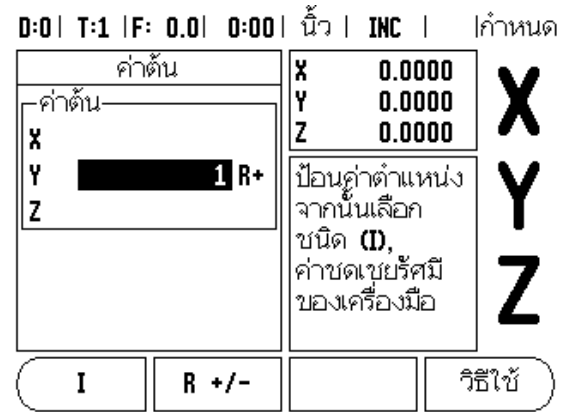 D:0 | T:1 | F: 0.0 | 0:00 | นิ้ว | INC | | กำหนด
ค่าต้น
ค่าต้น
X
Y 1 R+
Z
X 0.0000
Y 0.0000
Z 0.0000
ป้อนค่าตำแหน่ง
จากนั้นเลือก
ชนิด (I),
ค่าชดเชยรัศมี
ของเครื่องมือ
X
Y
Z
I
R +/-
วิธีใช้